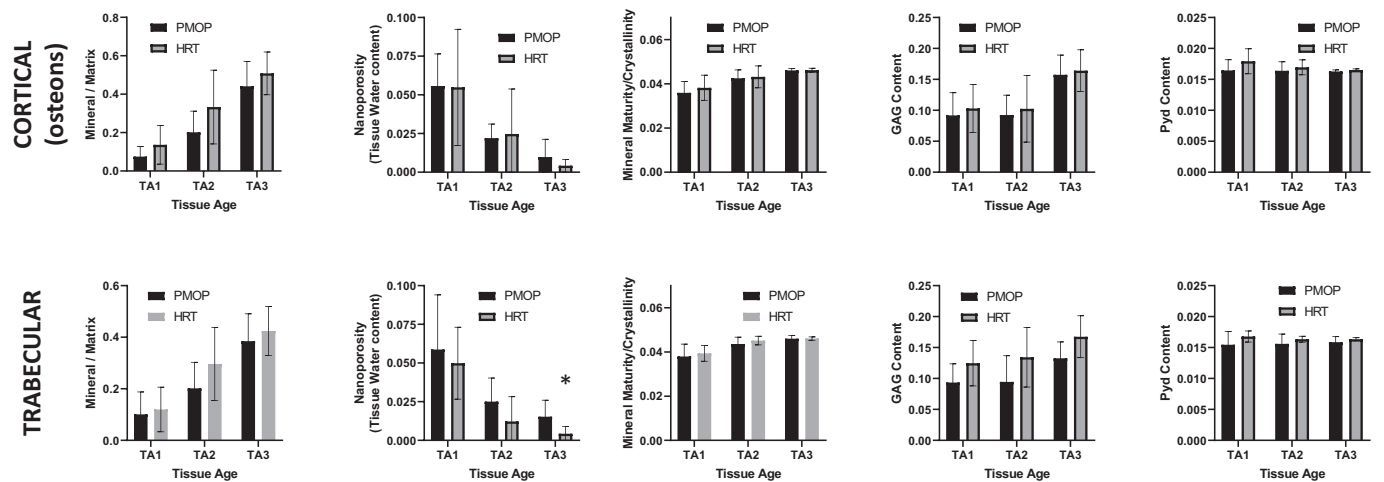 CORTICAL
(osteons)
Mineral / Matrix
0.8
0.6
0.4
0.2
0.0
PMOP
HRT
TA1 TA2 TA3
Tissue Age
Nanoporosity
(Tissue Water content)
0.100
0.075
0.050
0.025
0.000
PMOP
HRT
TA1 TA2 TA3
Tissue Age
Mineral Maturity/Crystallinity
0.06
0.04
0.02
0.00
PMOP
HRT
TA1 TA2 TA3
Tissue Age
GAG Content
0.25
0.20
0.15
0.10
0.05
0.00
PMOP
HRT
TA1 TA2 TA3
Tissue Age
Pyd Content
0.025
0.020
0.015
0.010
0.005
0.000
PMOP
HRT
TA1 TA2 TA3
Tissue Age
TRABECULAR
Mineral / Matrix
0.6
0.4
0.2
0.0
PMOP
HRT
TA1 TA2 TA3
Tissue Age
Nanoporosity
(Tissue Water content)
0.100
0.075
0.050
0.025
0.000
PMOP
HRT
*
TA1 TA2 TA3
Tissue Age
Mineral Maturity/Crystallinity
0.06
0.04
0.02
0.00
PMOP
HRT
TA1 TA2 TA3
Tissue Age
GAG Content
0.25
0.20
0.15
0.10
0.05
0.00
PMOP
HRT
TA1 TA2 TA3
Tissue Age
Pyd Content
0.025
0.020
0.015
0.010
0.005
0.000
PMOP
HRT
TA1 TA2 TA3
Tissue Age